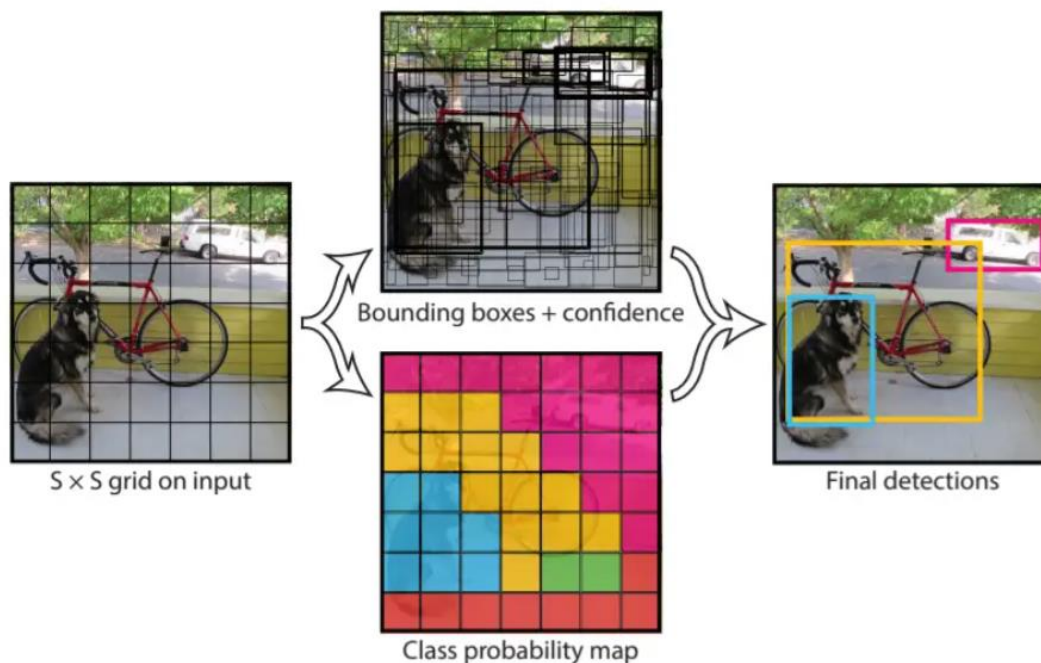 Bounding boxes + confidence
S × S grid on input
Final detections
Class probability map